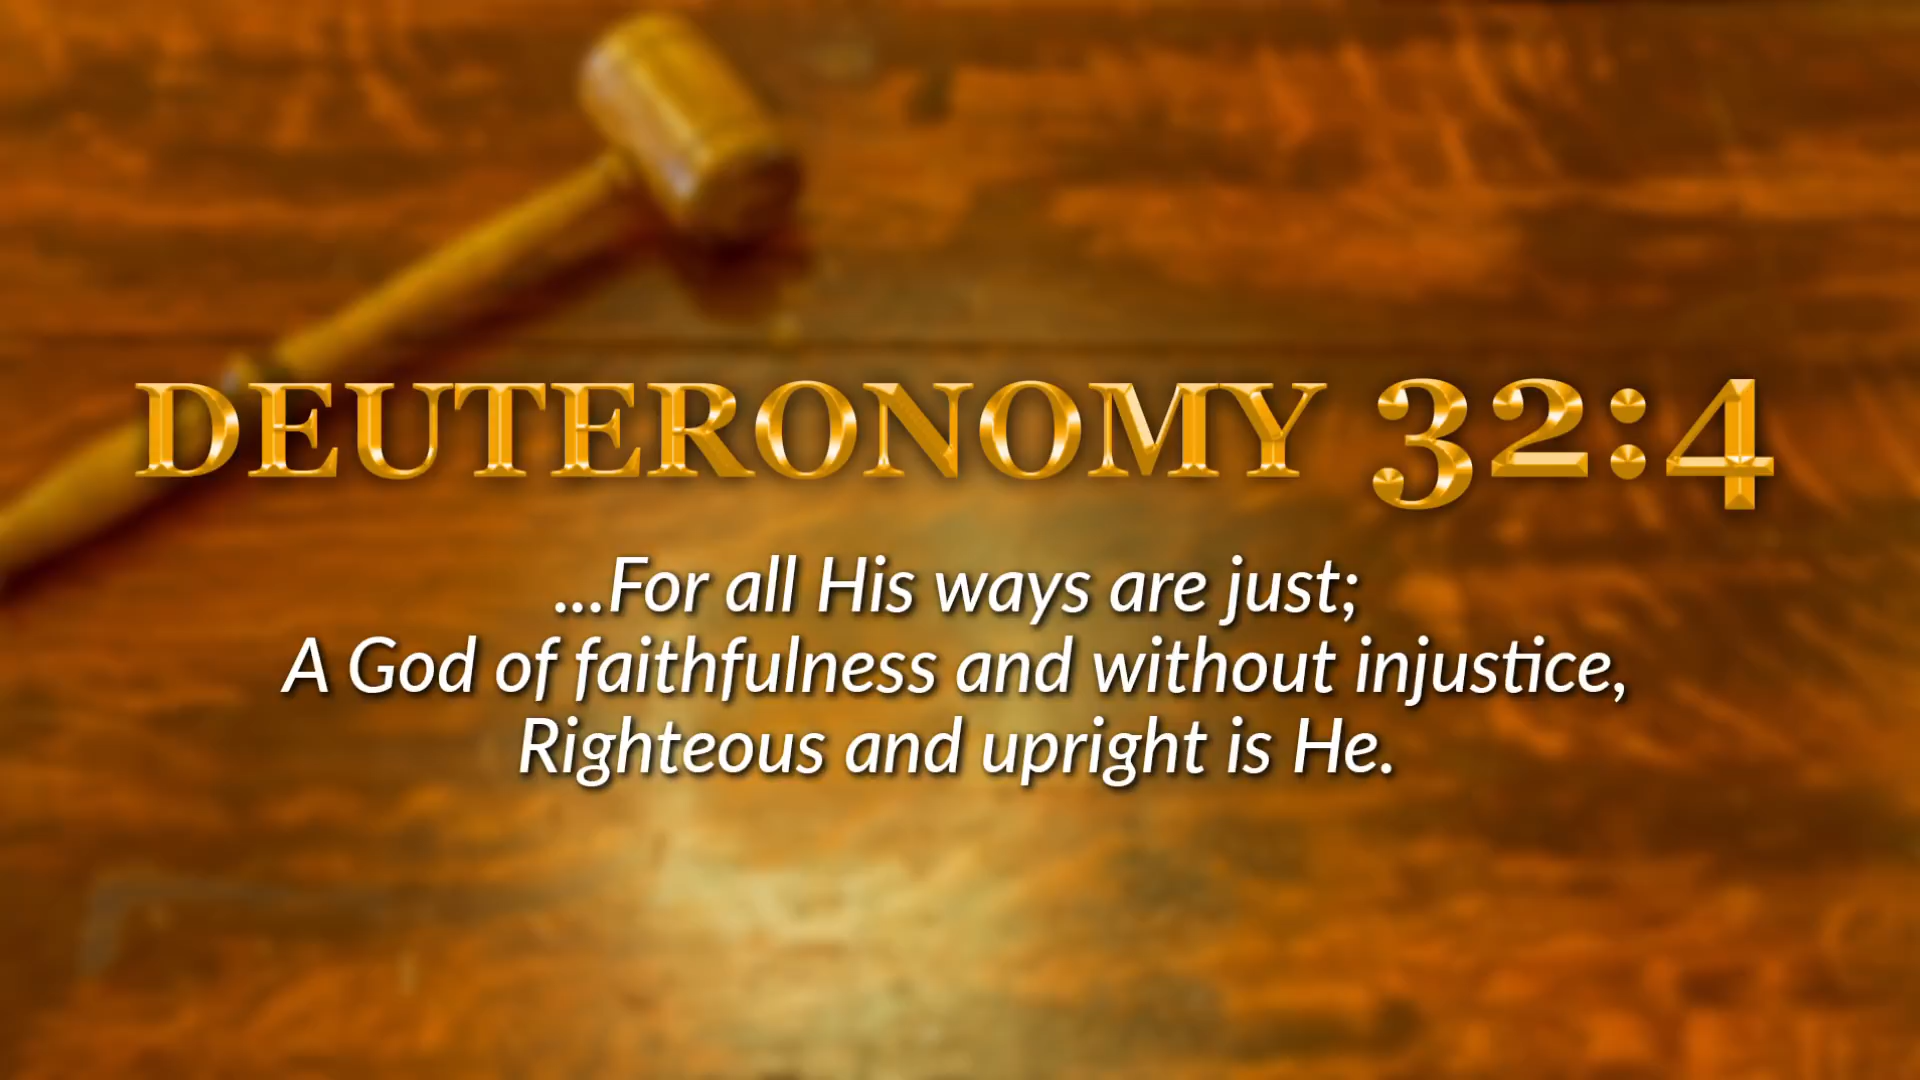 DEUTERONOMY 32:4
...For all His ways are just;
A God of faithfulness and without injustice,
Righteous and upright is He.